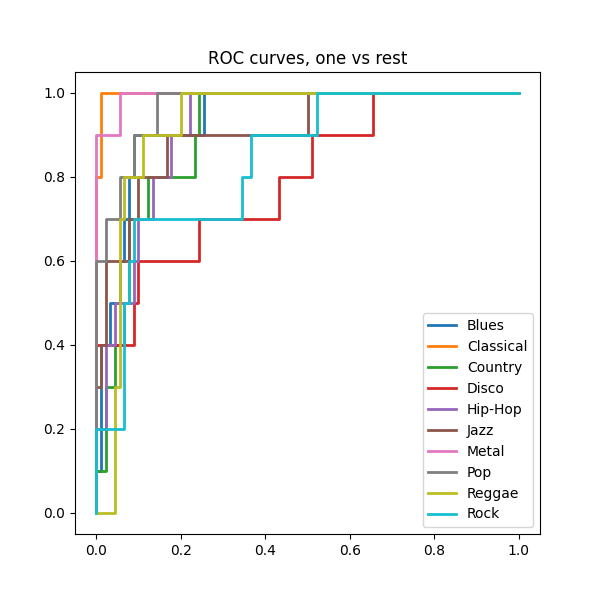 ROC curves, one vs rest
1.0
0.8
0.6
0.4
0.2
0.0
Blues
Classical
Country
Disco
Hip-Hop
Jazz
Metal
Pop
Reggae
Rock
0.0 0.2 0.4 0.6 0.8 1.0